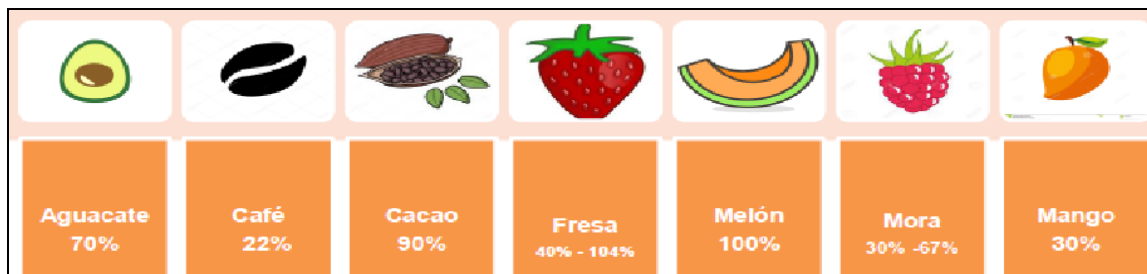 Aguacate
70%
Café
22%
Cacao
90%
Fresa
40% - 104%
Melón
100%
Mora
30% -67%
Mango
30%